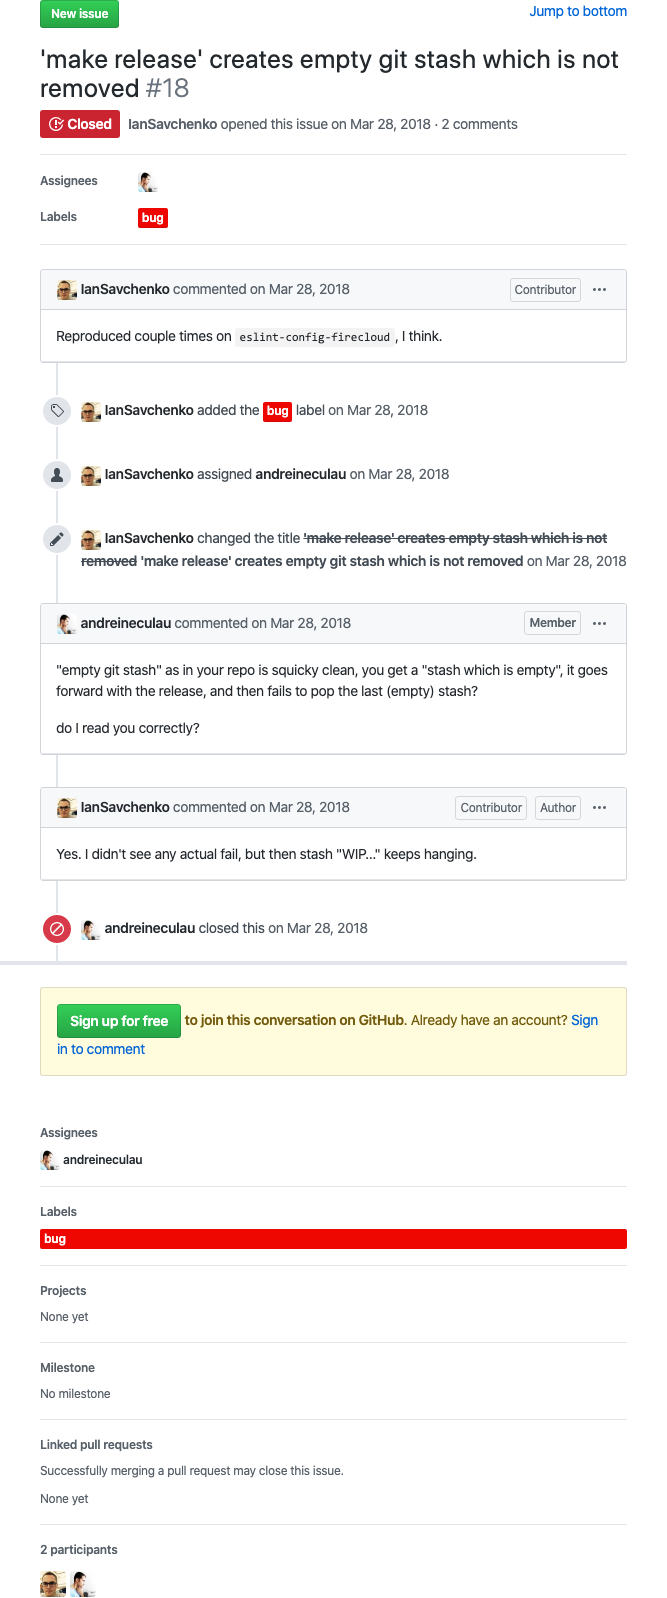 New issue
Jump to bottom
'make release' creates empty git stash which is not
removed #18
Closed IanSavchenko opened this issue on Mar 28, 2018 · 2 comments
Assignees
Labels bug
IanSavchenko commented on Mar 28, 2018 Contributor
Reproduced couple times on eslint-config-firecloud, I think.
IanSavchenko added the bug label on Mar 28, 2018
IanSavchenko assigned andreineculau on Mar 28, 2018
IanSavchenko changed the title 'make release' creates empty stash which is not
removed 'make release' creates empty git stash which is not removed on Mar 28, 2018
andreineculau commented on Mar 28, 2018 Member
"empty git stash" as in your repo is squicky clean, you get a "stash which is empty", it goes
forward with the release, and then fails to pop the last (empty) stash?
do I read you correctly?
IanSavchenko commented on Mar 28, 2018 Contributor Author
Yes. I didn't see any actual fail, but then stash "WIP..." keeps hanging.
andreineculau closed this on Mar 28, 2018
Sign up for free to join this conversation on GitHub. Already have an account? Sign
in to comment
Assignees
andreineculau
Labels
bug
Projects
None yet
Milestone
No milestone
Linked pull requests
Successfully merging a pull request may close this issue.
None yet
2 participants